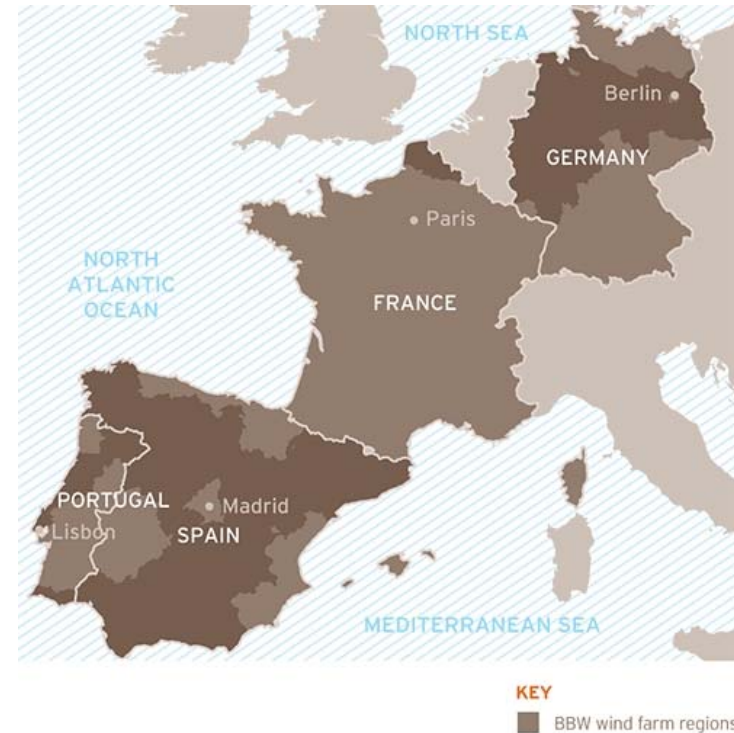 NORTH SEA
Berlin
GERMANY
Paris
NORTH
ATLANTIC
OCEAN
FRANCE
PORTUGAL
Madrid
Lisbon
SPAIN
MEDITERRANEAN SEA
KEY
BBW wind farm regions